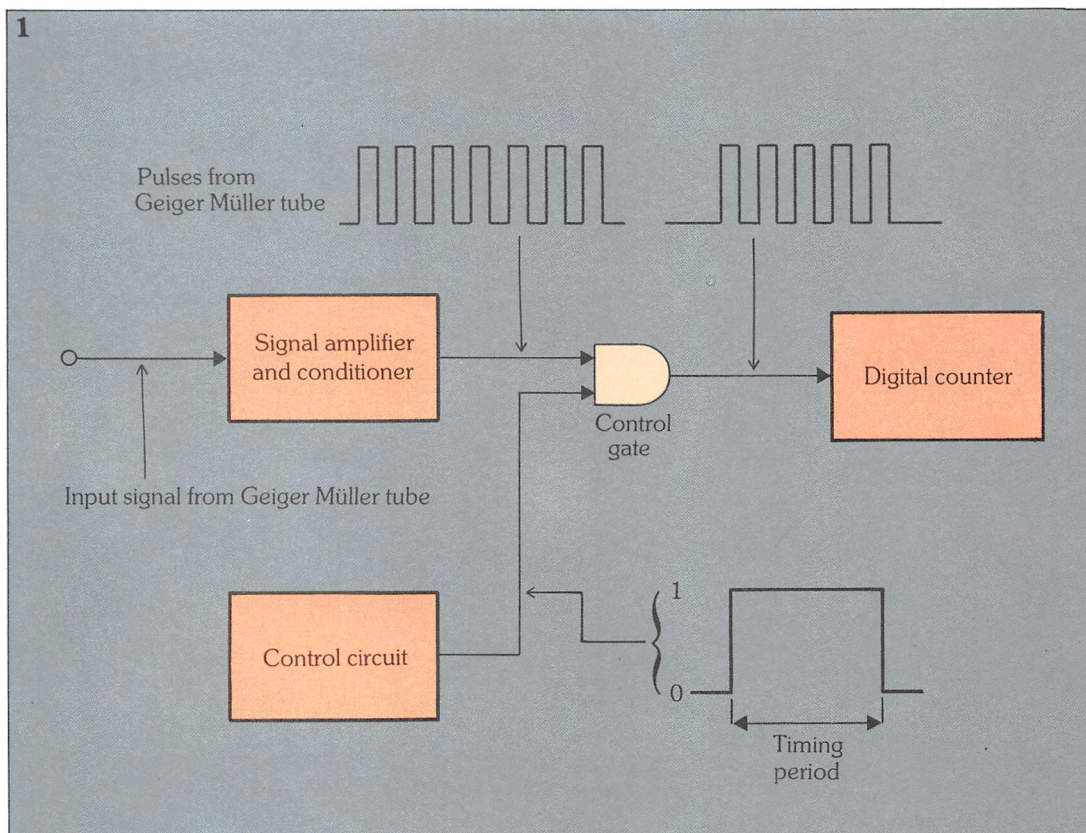 1
Pulses from
Geiger Müller tube
Signal amplifier
and conditioner
Digital counter
Control
gate
Input signal from Geiger Müller tube
Control circuit
1
0
Timing
period